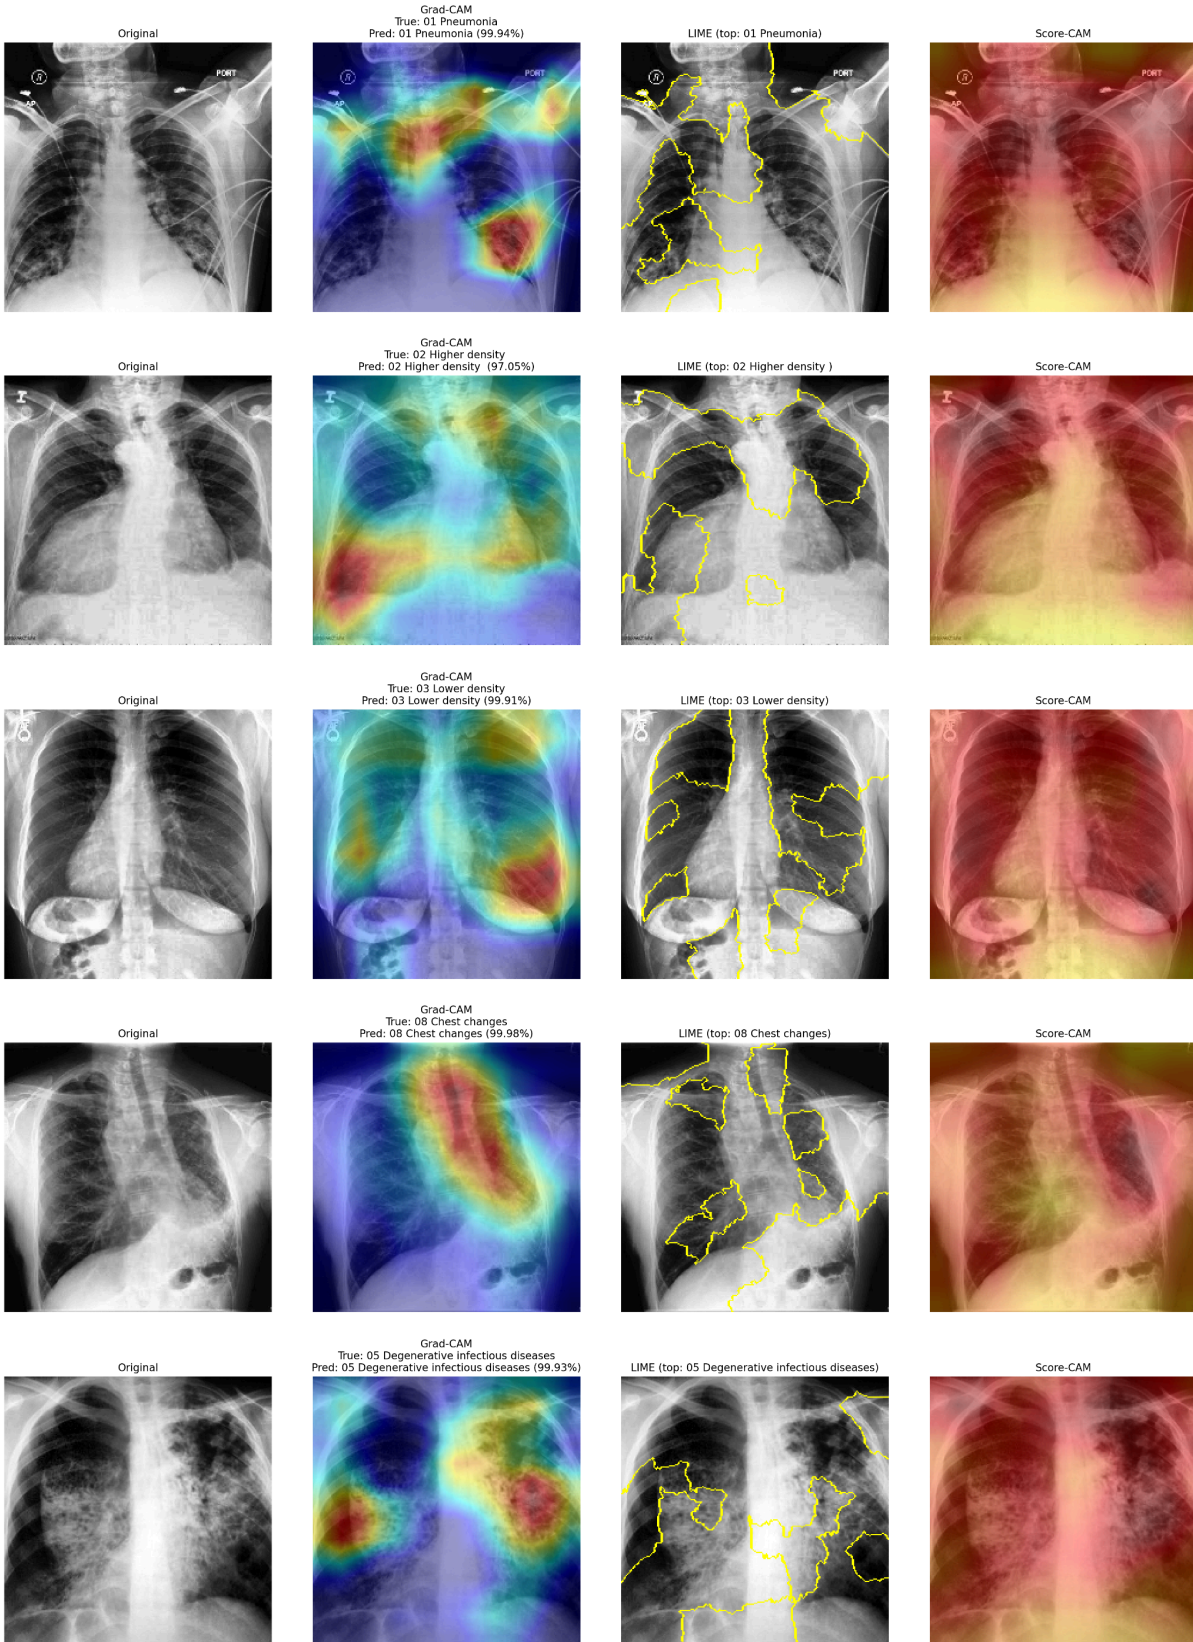 Grad-CAM
True: 01 Pneumonia
Original
Pred: 01 Pneumonia (99.94%)
LIME (top: 01 Pneumonia)
Score-CAM
R
PORT
AP
R
PORT
AP
R
PORT
AP
R
PORT
AP
Grad-CAM
True: 02 Higher density
Original
Pred: 02 Higher density  (97.05%)
LIME (top: 02 Higher density )
Score-CAM
I
I
I
I
Grad-CAM
True: 03 Lower density
Original
Pred: 03 Lower density (99.91%)
LIME (top: 03 Lower density)
Score-CAM
Grad-CAM
True: 08 Chest changes
Original
Pred: 08 Chest changes (99.98%)
LIME (top: 08 Chest changes)
Score-CAM
Grad-CAM
True: 05 Degenerative infectious diseases
Original
Pred: 05 Degenerative infectious diseases (99.93%)
LIME (top: 05 Degenerative infectious diseases)
Score-CAM